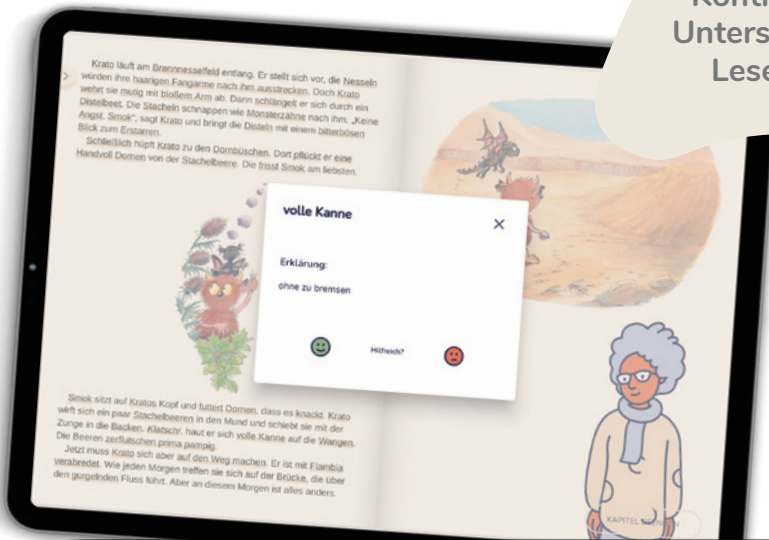 Unters
Lese
Krato läuft am Brennnesselfeld entlang. Er stellt sich vor, die Nesseln
würden ihre haarigen Fangarme nach ihm ausstrecken. Doch Krato
wehrt sie mutig mit bloßem Arm ab. Dann schlängelt er sich durch ein
Distelbeet. Die Stacheln schnappen wie Monsterzähne nach ihm. „Keine
Angst, Smok“, sagt Krato und bringt die Disteln mit einem bitterbösen
Blick zum Erstarren.
Schließlich hüpft Krato zu den Dornbüschen. Dort pflückt er eine
Handvoll Dornen von der Stachelbeere. Die frisst Smok am liebsten.
volle Kanne
Erklärung:
ohne zu bremsen
Hilfreich?
Smok sitzt auf Kratos Kopf und futtert Dornen, dass es knackt. Krato
wirft sich ein paar Stachelbeeren in den Mund und schiebt sie mit der
Zunge in die Backen. Klatsch!, haut er sich volle Kanne auf die Wangen.
Die Beeren zerflutschen prima pampig.
Jetzt muss Krato sich aber auf den Weg machen. Er ist mit Flambia
verabredet. Wie jeden Morgen treffen sie sich auf der Brücke, die über
den gurgelnden Fluss führt. Aber an diesem Morgen ist alles anders.
KAPITEL